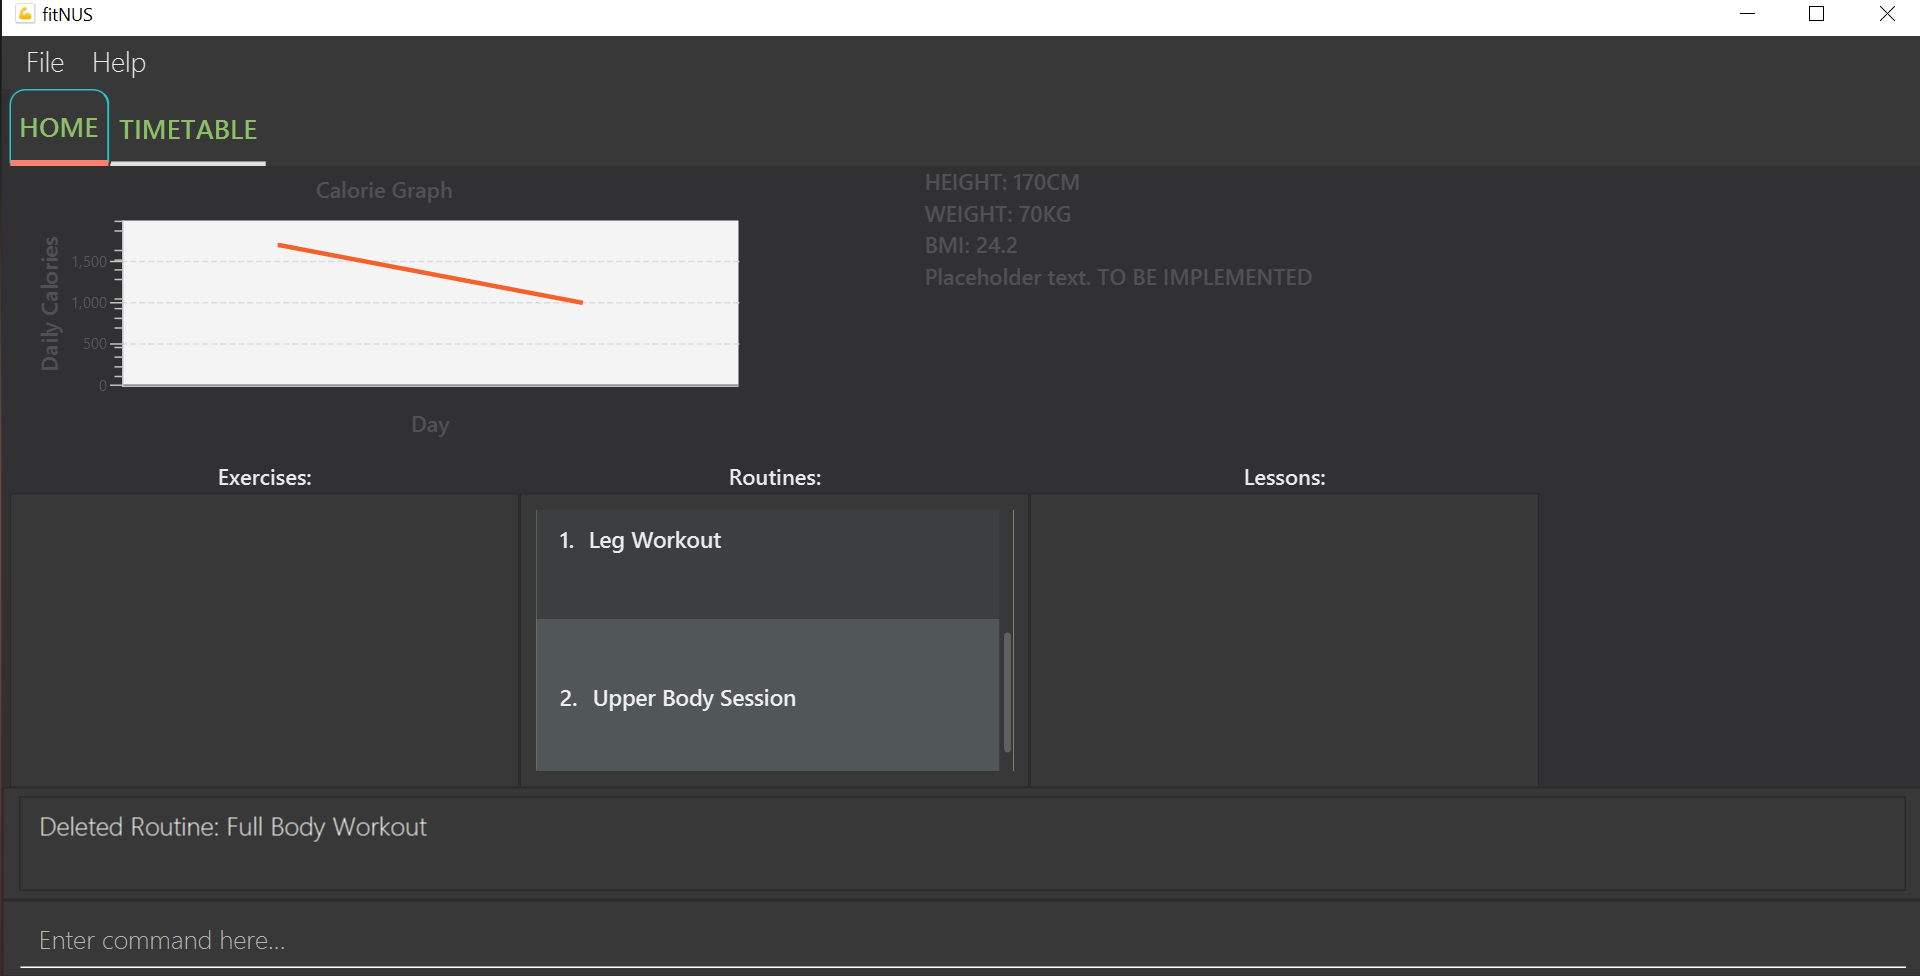 fitNUS
File Help
HOME TIMETABLE
Calorie Graph
Daily Calories
1,500
1,000
500
0
Day
HEIGHT: 170CM
WEIGHT: 70KG
BMI: 24.2
Placeholder text. TO BE IMPLEMENTED
Exercises:
Routines:
1. Leg Workout
2. Upper Body Session
Lessons:
Deleted Routine: Full Body Workout
Enter command here...